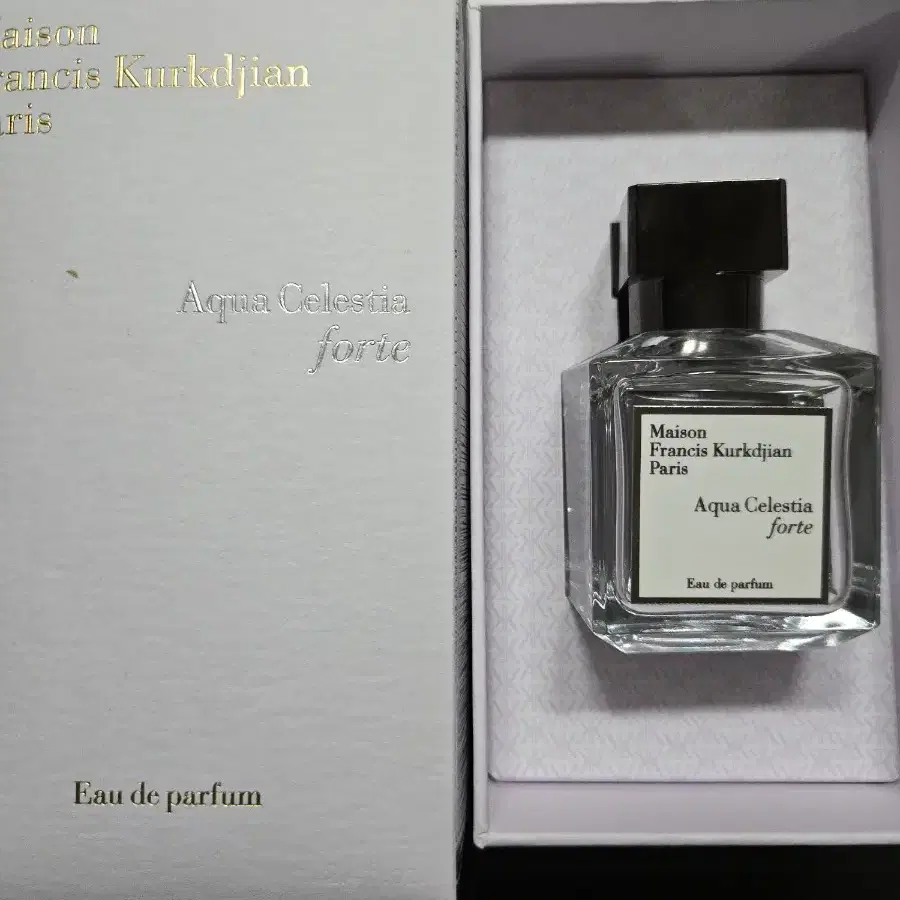 aison
rancis Kurkdjian
aris
Aqua Celestia
forte
Eau de parfum
Maison
Francis Kurkdjian
Paris
Aqua Celestia
forte
Eau de parfum